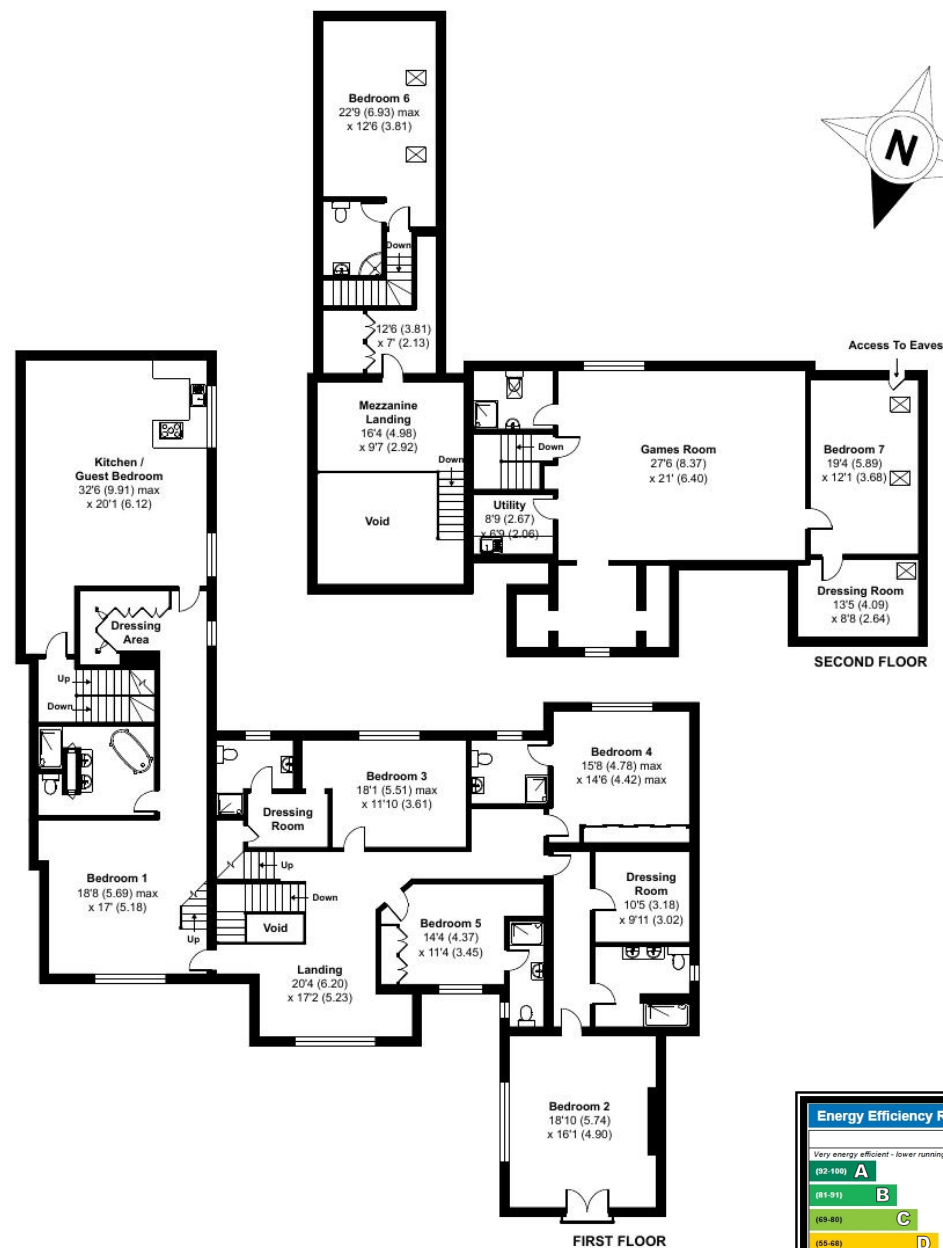 Bedroom 6
22'9 (6.93) max
x 12'6 (3.81)
N
Down
12'6 (3.81)
x 7' (2.13)
Access To Eaves
Mezzanine
Landing
16'4 (4.98)
x 9'7 (2.92)
Down
Void
Down
Games Room
27'6 (8.37)
x 21' (6.40)
Bedroom 7
19'4 (5.89)
x 12'1 (3.68)
Utility
8'9 (2.67)
x 6'9 (2.06)
Dressing Room
13'5 (4.09)
x 8'8 (2.64)
SECOND FLOOR
Kitchen /
Guest Bedroom
32'6 (9.91) max
x 20'1 (6.12)
Dressing
Area
Up
Down
Bedroom 3
18'1 (5.51) max
x 11'10 (3.61)
Bedroom 4
15'8 (4.78) max
x 14'6 (4.42) max
Dressing
Room
Up
Down
Void
Bedroom 1
18'8 (5.69) max
x 17' (5.18)
Up
Landing
20'4 (6.20)
x 17'2 (5.23)
Bedroom 5
14'4 (4.37)
x 11'4 (3.45)
Dressing
Room
10'5 (3.18)
x 9'11 (3.02)
Bedroom 2
18'10 (5.74)
x 16'1 (4.90)
FIRST FLOOR
Energy Efficiency R
Very energy efficient - lower running
(92-100) A
(81-91) B
(69-80) C
(55-68) D